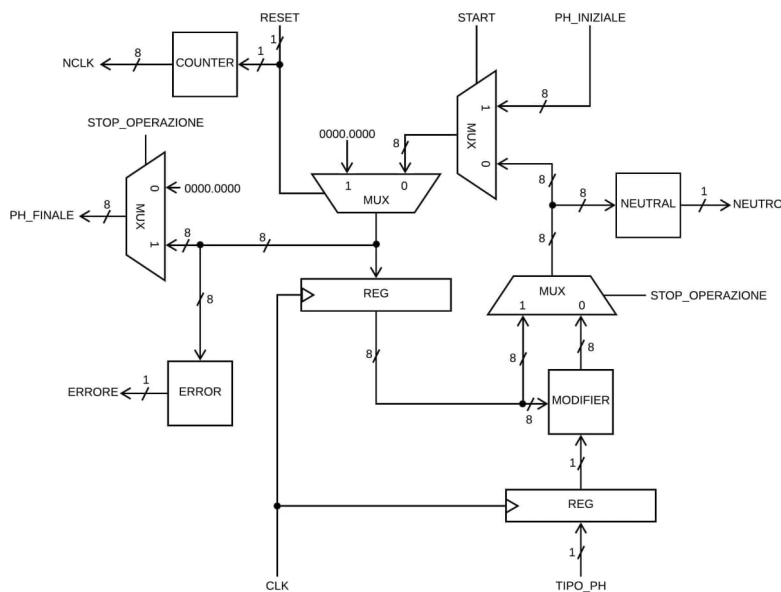 RESET
START
PH_INIZIALE
1
NCLK
8
COUNTER
1
8
1
STOP_OPERAZIONE
0000.0000
8
MUX
0
1
0
MUX
8
8
NEUTRAL
1
NEUTRO
0
0000.0000
PH_FINALE
8
MUX
1
8
8
8
8
REG
MUX
1
0
STOP_OPERAZIONE
8
8
8
ERRORE
1
ERROR
8
MODIFIER
1
REG
1
CLK
TIPO_PH